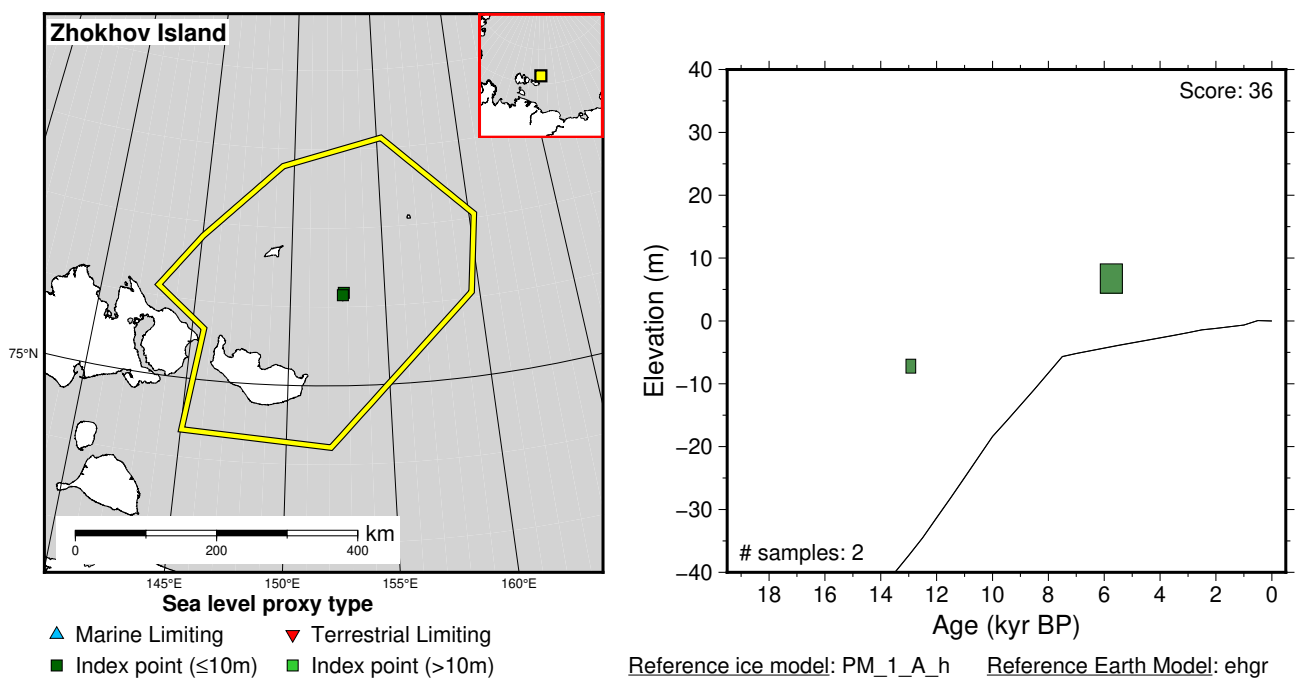 Zhokhov Island
75°N
km
0
200
400
145°E
150°E
155°E
160°E
Sea level proxy type
Marine Limiting
Terrestrial Limiting
Index point (≤10m)
Index point (>10m)
Score: 36
40
30
20
10
0
−10
−20
−30
−40
Elevation (m)
# samples: 2
18
16
14
12
10
8
6
4
2
0
Age (kyr BP)
Reference ice model: PM_1_A_h
Reference Earth Model: ehgr